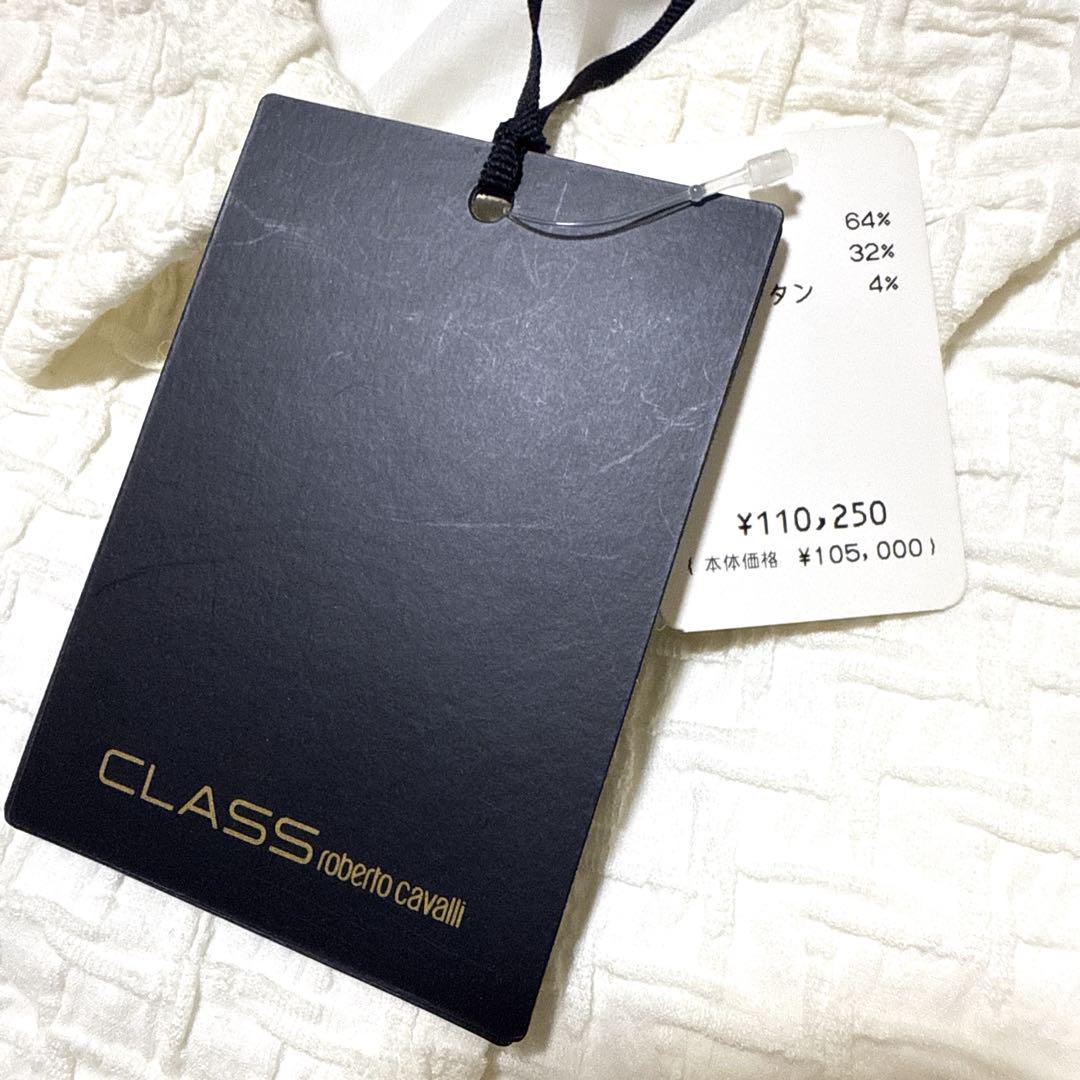 64%
32%
タン 4%
¥110,250
(本体価格 ¥105,000)
CLASS roberto cavalli